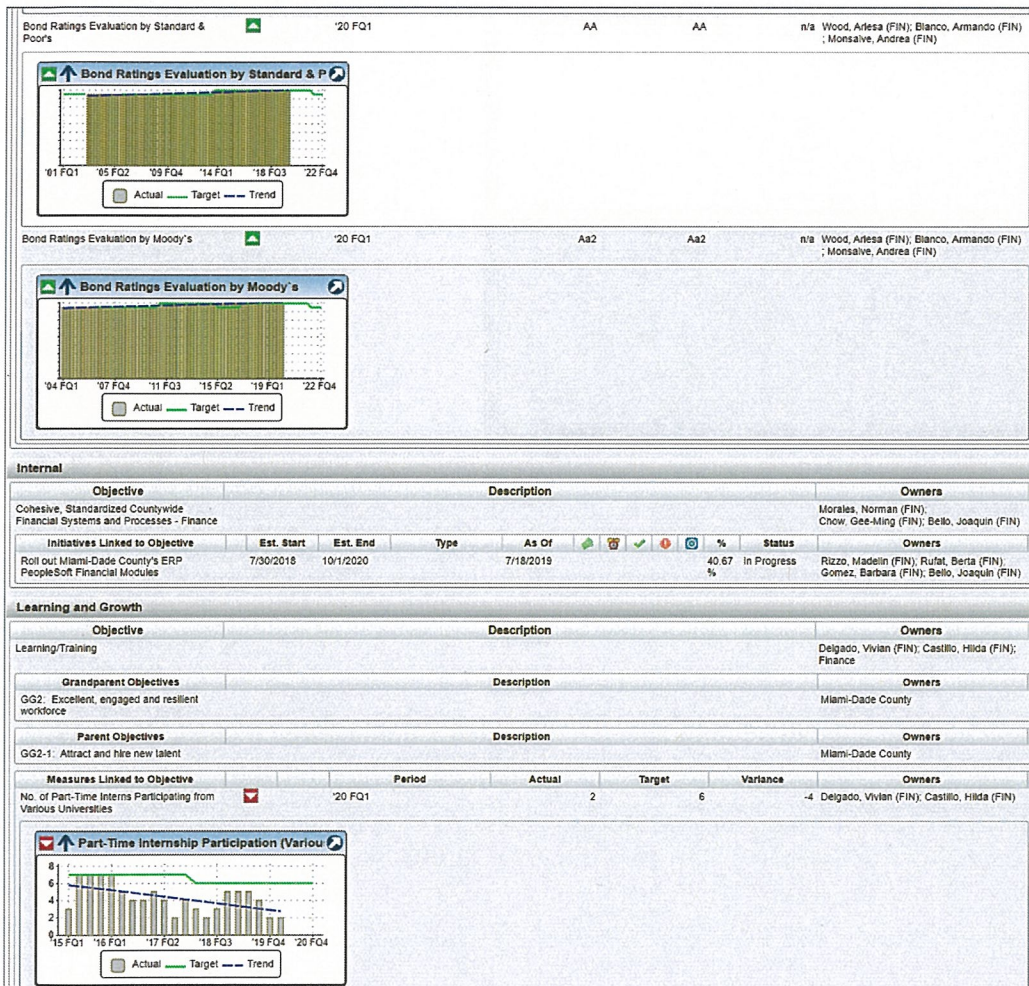 Bond Ratings Evaluation by Standard & Poor's '20 FQ1 AA AA n/a Wood, Arlesa (FIN); Blanco, Armando (FIN) ; Monsalve, Andrea (FIN)
Bond Ratings Evaluation by Standard & P
'01 FQ1 '05 FQ2 '09 FQ4 '14 FQ1 '18 FQ3 '22 FQ4
Actual Target Trend
Bond Ratings Evaluation by Moody`s '20 FQ1 Aa2 Aa2 n/a Wood, Arlesa (FIN); Blanco, Armando (FIN) ; Monsalve, Andrea (FIN)
Bond Ratings Evaluation by Moody`s
'04 FQ1 '07 FQ4 '11 FQ3 '15 FQ2 '19 FQ1 '22 FQ4
Actual Target Trend
Internal
Objective Description Owners
Cohesive, Standardized Countywide Financial Systems and Processes - Finance Morales, Norman (FIN); Chow, Gee-Ming (FIN); Bello, Joaquin (FIN)
Initiatives Linked to Objective Est. Start Est. End Type As Of % Status Owners
Roll out Miami-Dade County's ERP PeopleSoft Financial Modules 7/30/2018 10/1/2020 7/18/2019 40.67 % In Progress Rizzo, Madelin (FIN); Rufat, Berta (FIN); Gomez, Barbara (FIN); Bello, Joaquin (FIN)
Learning and Growth
Objective Description Owners
Learning/Training Delgado, Vivian (FIN); Castillo, Hilda (FIN); Finance
Grandparent Objectives Description Owners
GG2: Excellent, engaged and resilient workforce Miami-Dade County
Parent Objectives Description Owners
GG2-1: Attract and hire new talent Miami-Dade County
Measures Linked to Objective Period Actual Target Variance Owners
No. of Part-Time Interns Participating from Various Universities '20 FQ1 2 6 -4 Delgado, Vivian (FIN); Castillo, Hilda (FIN)
Part-Time Internship Participation (Variou
8
6
4
2
0
'15 FQ1 '16 FQ1 '17 FQ2 '18 FQ3 '19 FQ4 '20 FQ4
Actual Target Trend